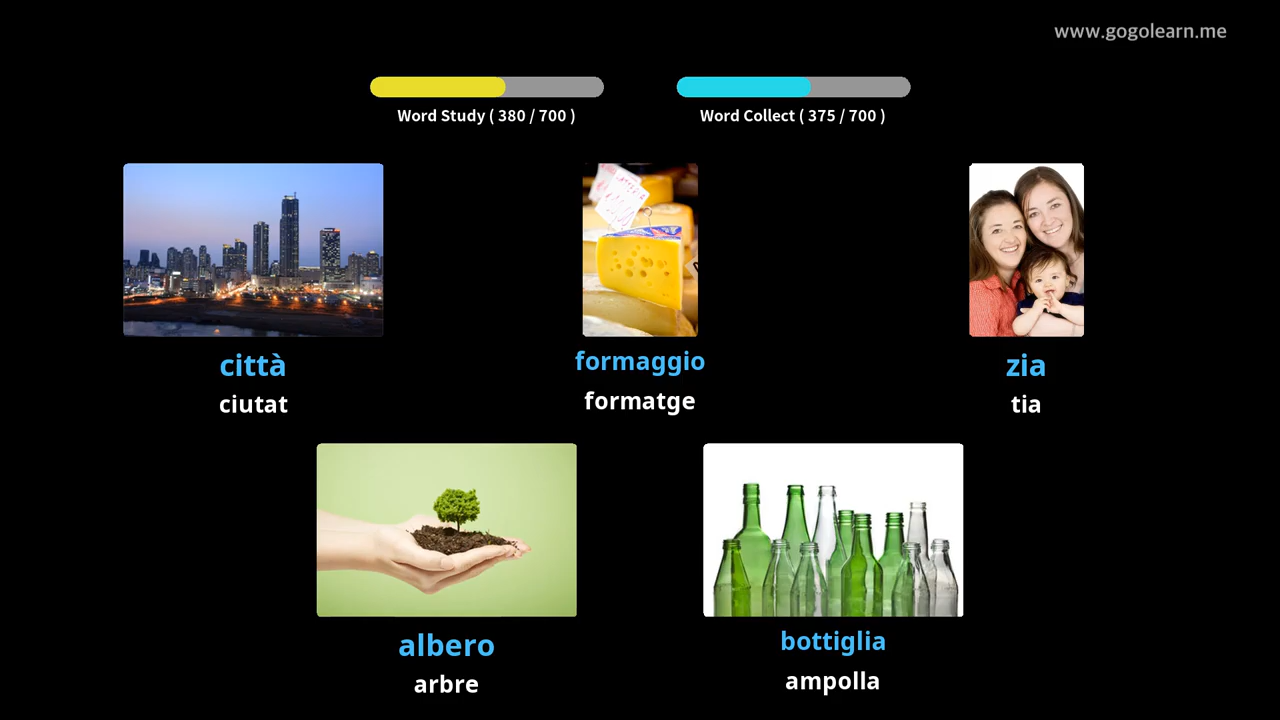 www.gogolearn.me
Word Study ( 380 / 700 )
Word Collect ( 375 / 700 )
città
ciutat
formaggio
formatge
zia
tia
albero
arbre
bottiglia
ampolla